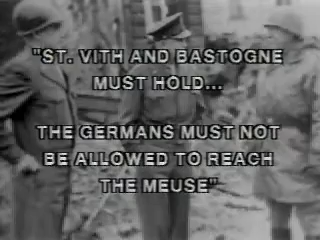 "ST. VITH AND BASTOGNE
MUST HOLD...
THE GERMANS MUST NOT
BE ALLOWED TO REACH
THE MEUSE"